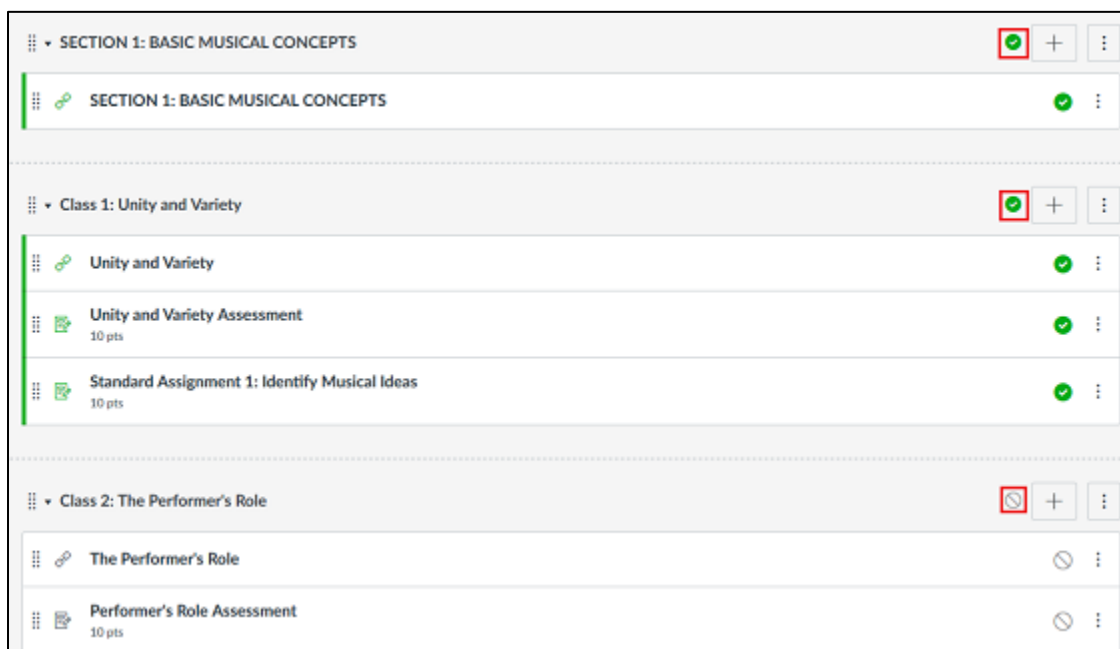 SECTION 1: BASIC MUSICAL CONCEPTS
SECTION 1: BASIC MUSICAL CONCEPTS
Class 1: Unity and Variety
Unity and Variety
Unity and Variety Assessment
10 pts
Standard Assignment 1: Identify Musical Ideas
10 pts
Class 2: The Performer's Role
The Performer's Role
Performer's Role Assessment
10 pts